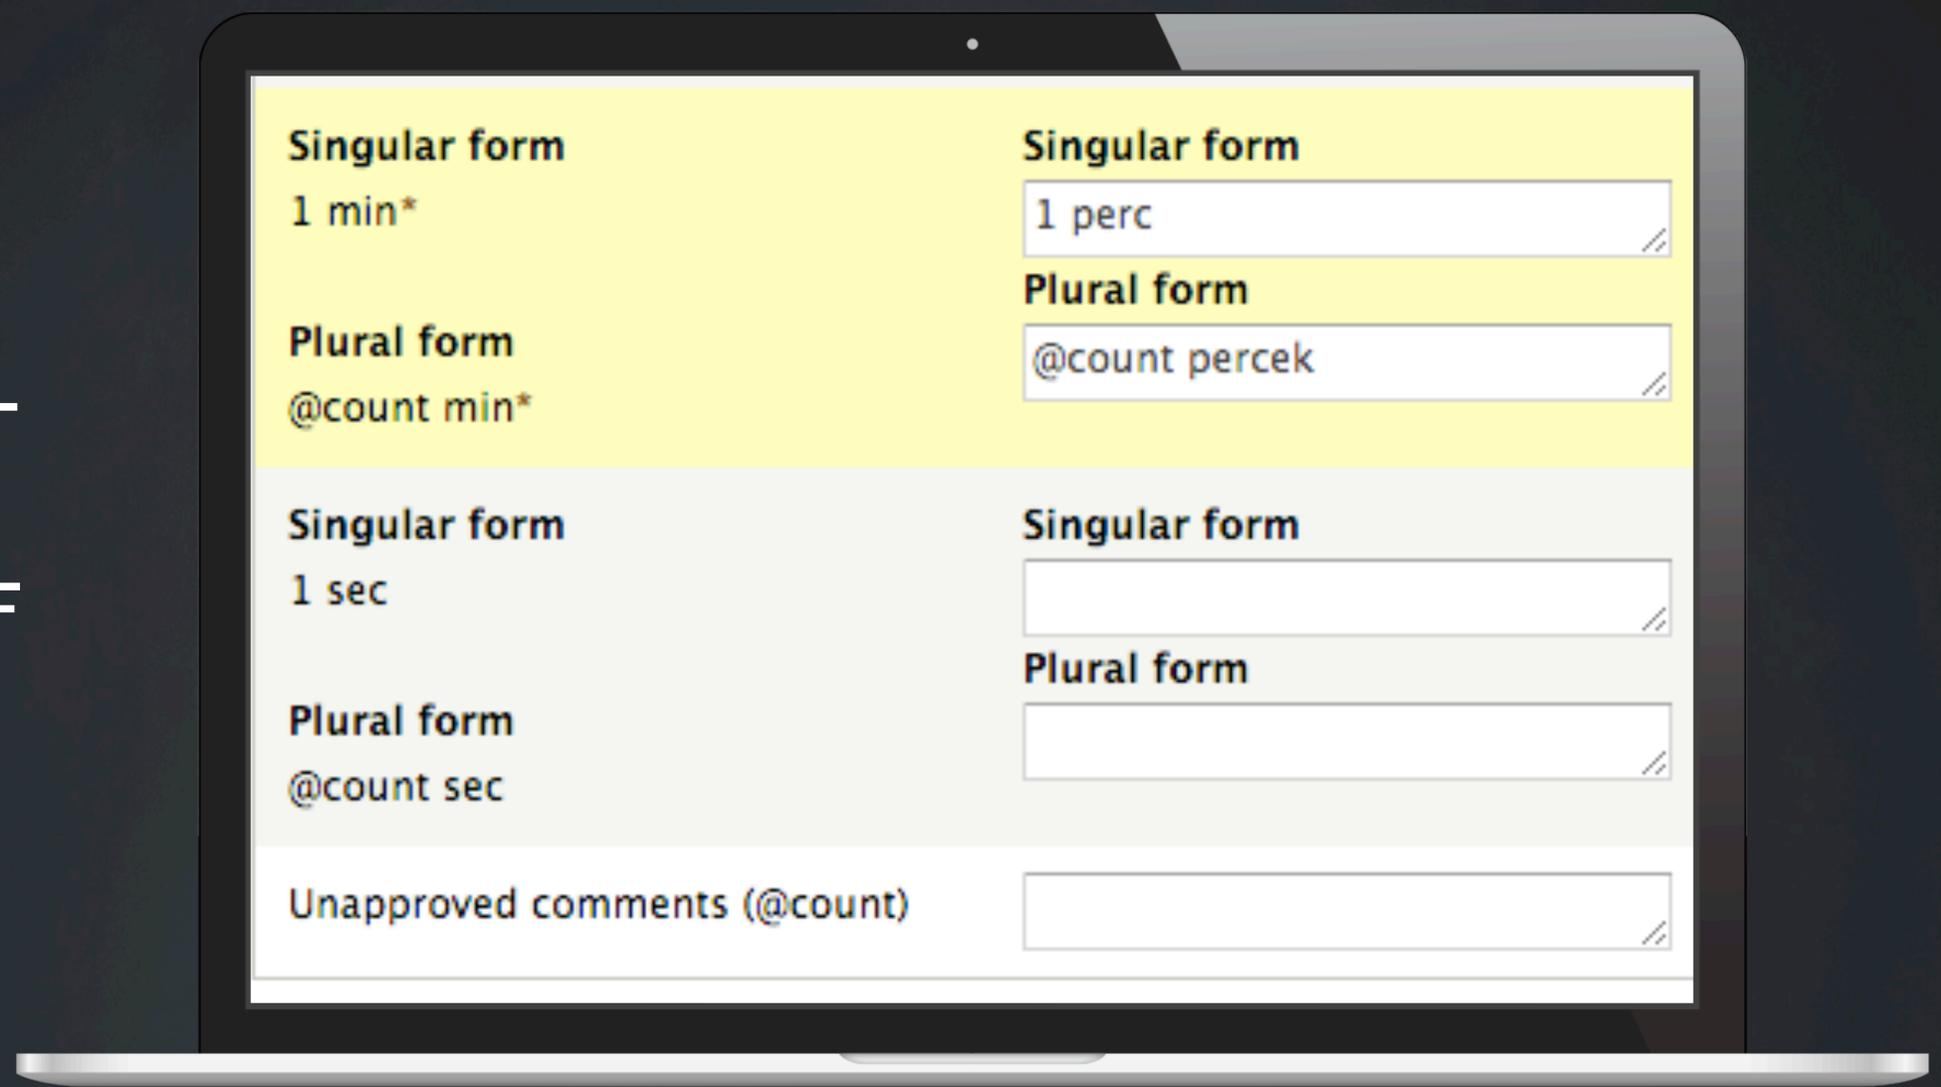 Singular form
1 min*
Plural form
@count min*
Singular form
1 perc
Plural form
@count percek
Singular form
1 sec
Plural form
@count sec
Singular form
Plural form
Unapproved comments (@count)